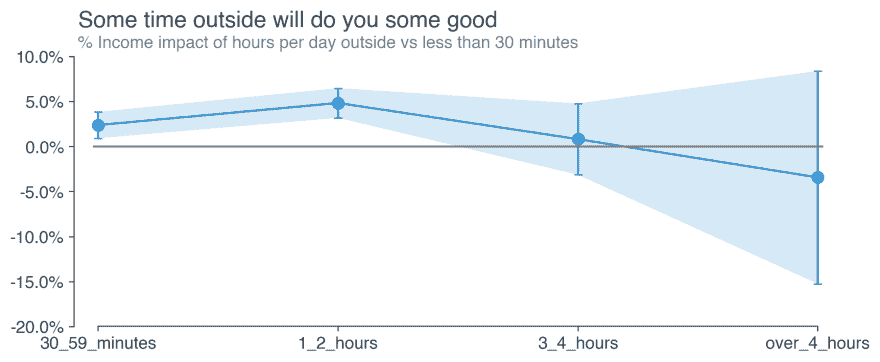 Some time outside will do you some good
% Income impact of hours per day outside vs less than 30 minutes
10.0%
5.0%
0.0%
-5.0%
-10.0%
-15.0%
-20.0%
30_59_minutes
1_2_hours
3_4_hours
over_4_hours